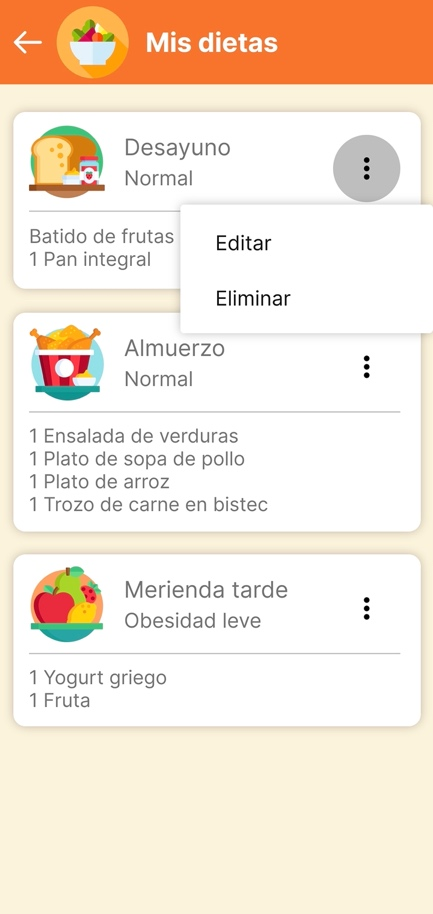 Mis dietas
Desayuno
Normal
Batido de frutas
1 Pan integral
Editar
Eliminar
Almuerzo
Normal
1 Ensalada de verduras
1 Plato de sopa de pollo
1 Plato de arroz
1 Trozo de carne en bistec
Merienda tarde
Obesidad leve
1 Yogurt griego
1 Fruta